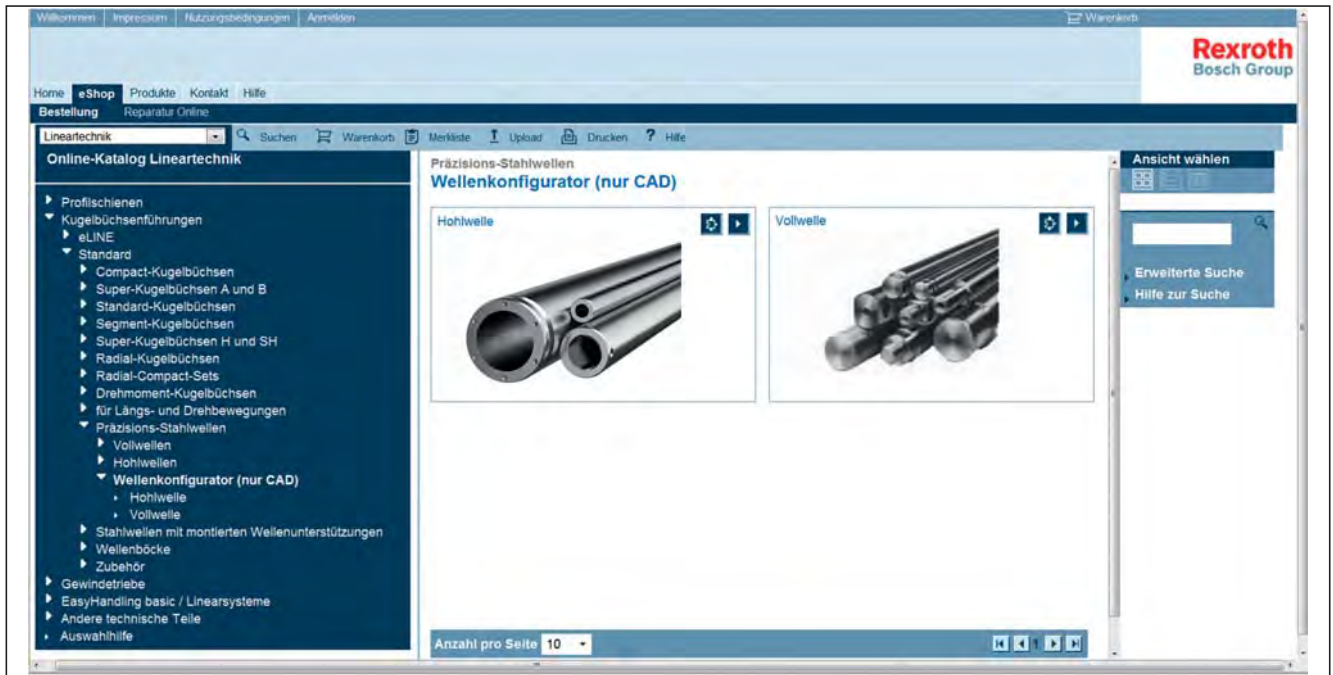 Willkommen Impressum Nutzungsbedingungen Anmelden Warenkorb
Rexroth
Bosch Group
Home eShop Produkte Kontakt Hilfe
Bestellung Reparatur Online
Lineartechnik Suchen Warenkorb Merkliste Upload Drucken ? Hilfe
Online-Katalog Lineartechnik
Profilschienen
Kugelbüchsenführungen
eLINE
Standard
Compact-Kugelbüchsen
Super-Kugelbüchsen A und B
Standard-Kugelbüchsen
Segment-Kugelbüchsen
Super-Kugelbüchsen H und SH
Radial-Kugelbüchsen
Radial-Compact-Sets
Drehmoment-Kugelbüchsen
für Längs- und Drehbewegungen
Präzisions-Stahlwellen
Vollwellen
Hohlwellen
Wellenkonfigurator (nur CAD)
Hohlwelle
Vollwelle
Stahlwellen mit montierten Wellenunterstützungen
Wellenböcke
Zubehör
Gewindetriebe
EasyHandling basic / Linearsysteme
Andere technische Teile
Auswahlhilfe
Präzisions-Stahlwellen
Wellenkonfigurator (nur CAD)
Hohlwelle
Vollwelle
Anzahl pro Seite 10
1
Ansicht wählen
Erweiterte Suche
Hilfe zur Suche